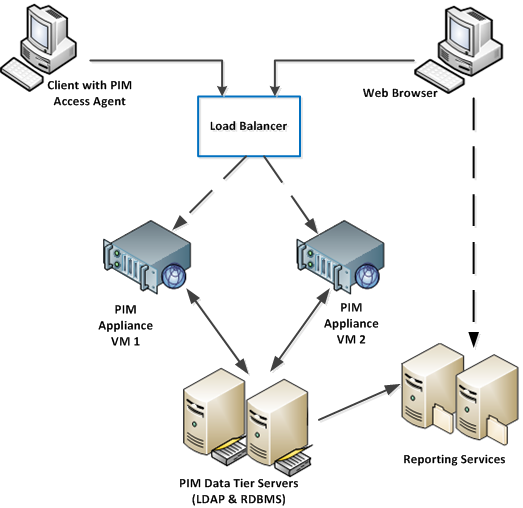 Client with PIM
Access Agent
Web Browser
Load Balancer
PIM
Appliance
VM 1
PIM
Appliance
VM 2
Reporting Services
PIM Data Tier Servers
(LDAP & RDBMS)